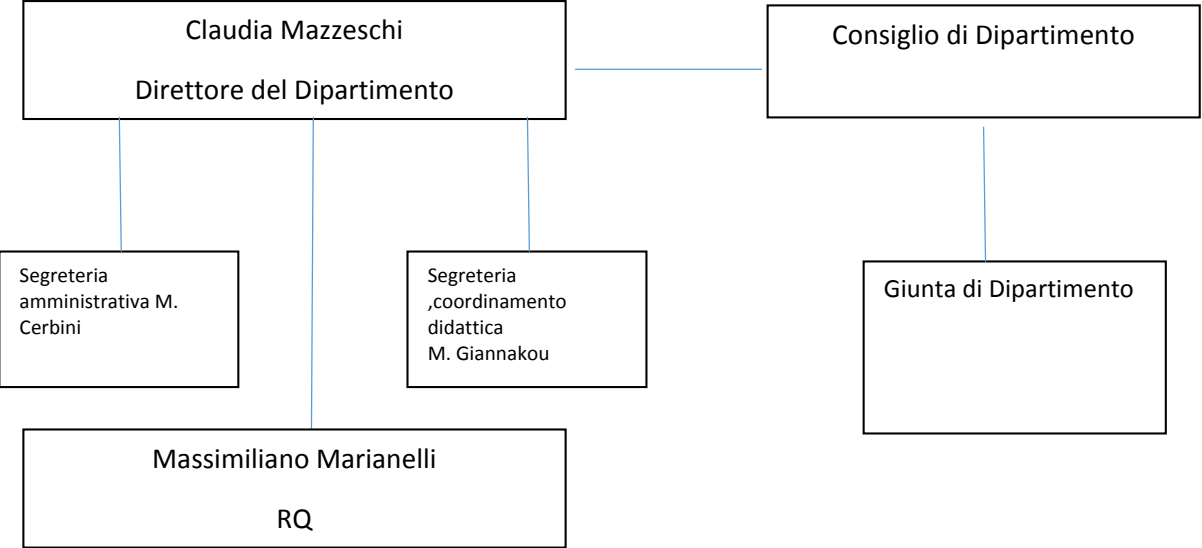 Claudia Mazzeschi
Direttore del Dipartimento
Consiglio di Dipartimento
Segreteria
amministrativa M.
Cerbini
Segreteria
,coordinamento
didattica
M. Giannakou
Giunta di Dipartimento
Massimiliano Marianelli
RQ